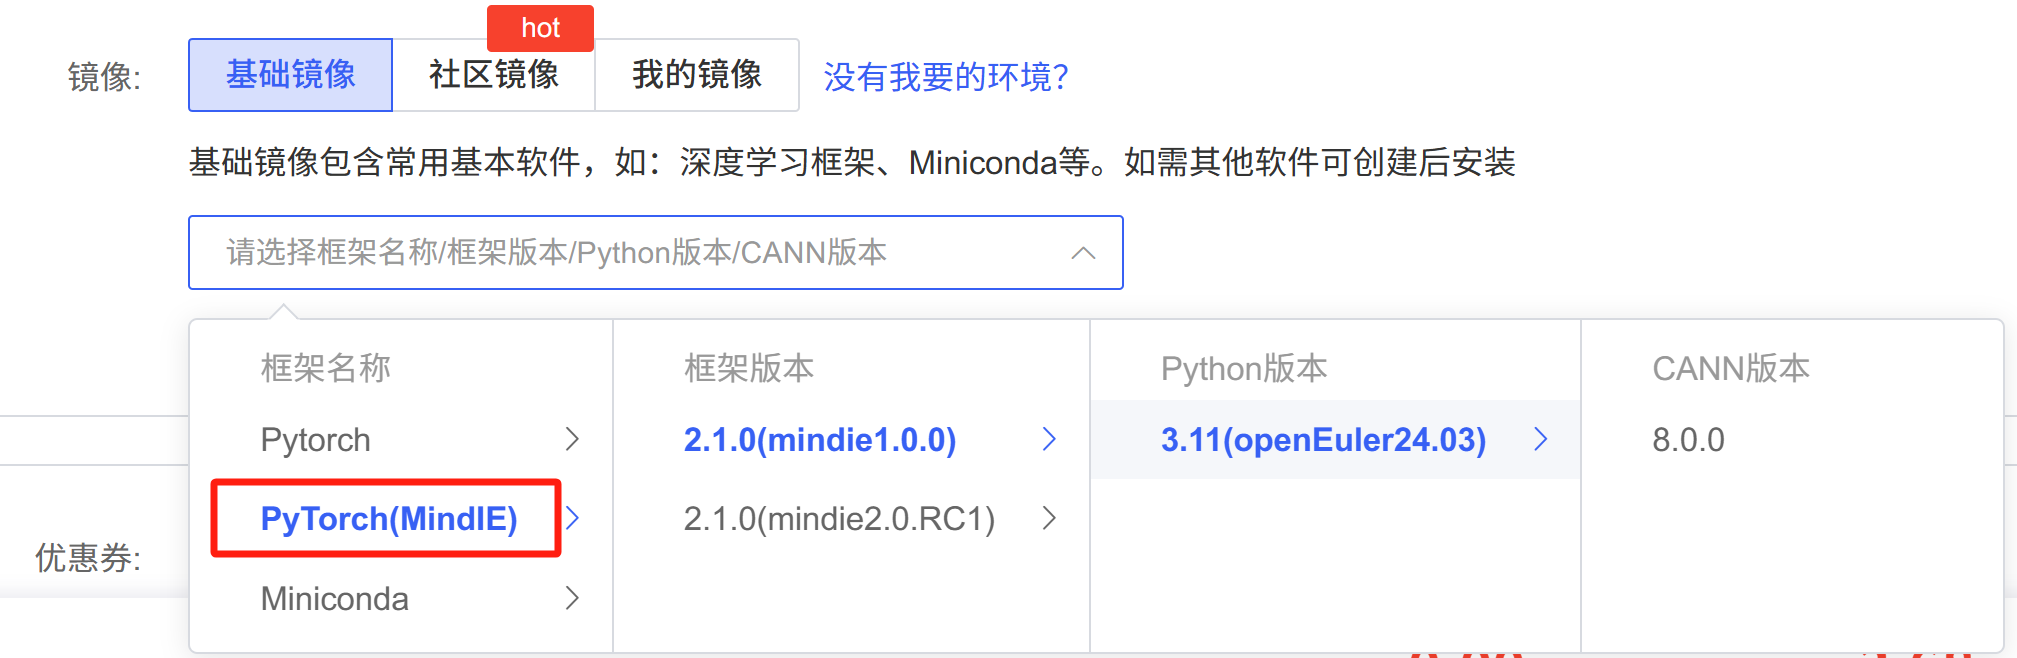 hot
镜像: 基础镜像 社区镜像 我的镜像 没有我要的环境?
基础镜像包含常用基本软件，如：深度学习框架、Miniconda等。如需其他软件可创建后安装
请选择框架名称/框架版本/Python版本/CANN版本
框架名称 框架版本 Python版本 CANN版本
Pytorch 2.1.0(mindie1.0.0) 3.11(openEuler24.03) 8.0.0
PyTorch(MindIE) 2.1.0(mindie2.0.RC1)
优惠券:
Miniconda